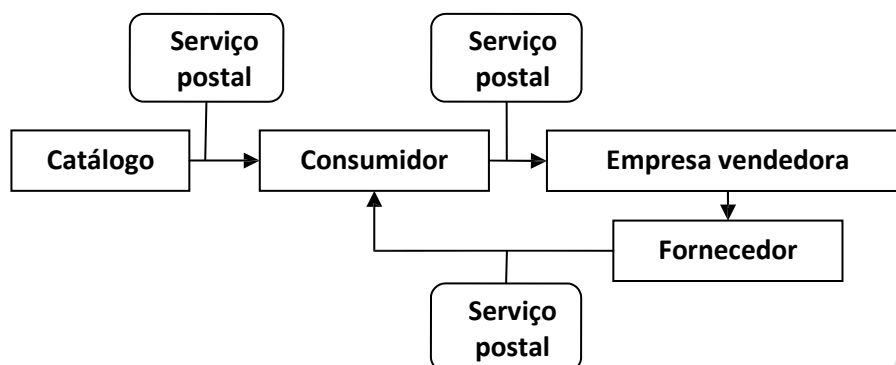 Serviço
postal
Serviço
postal
Catálogo
Consumidor
Empresa vendedora
Fornecedor
Serviço
postal